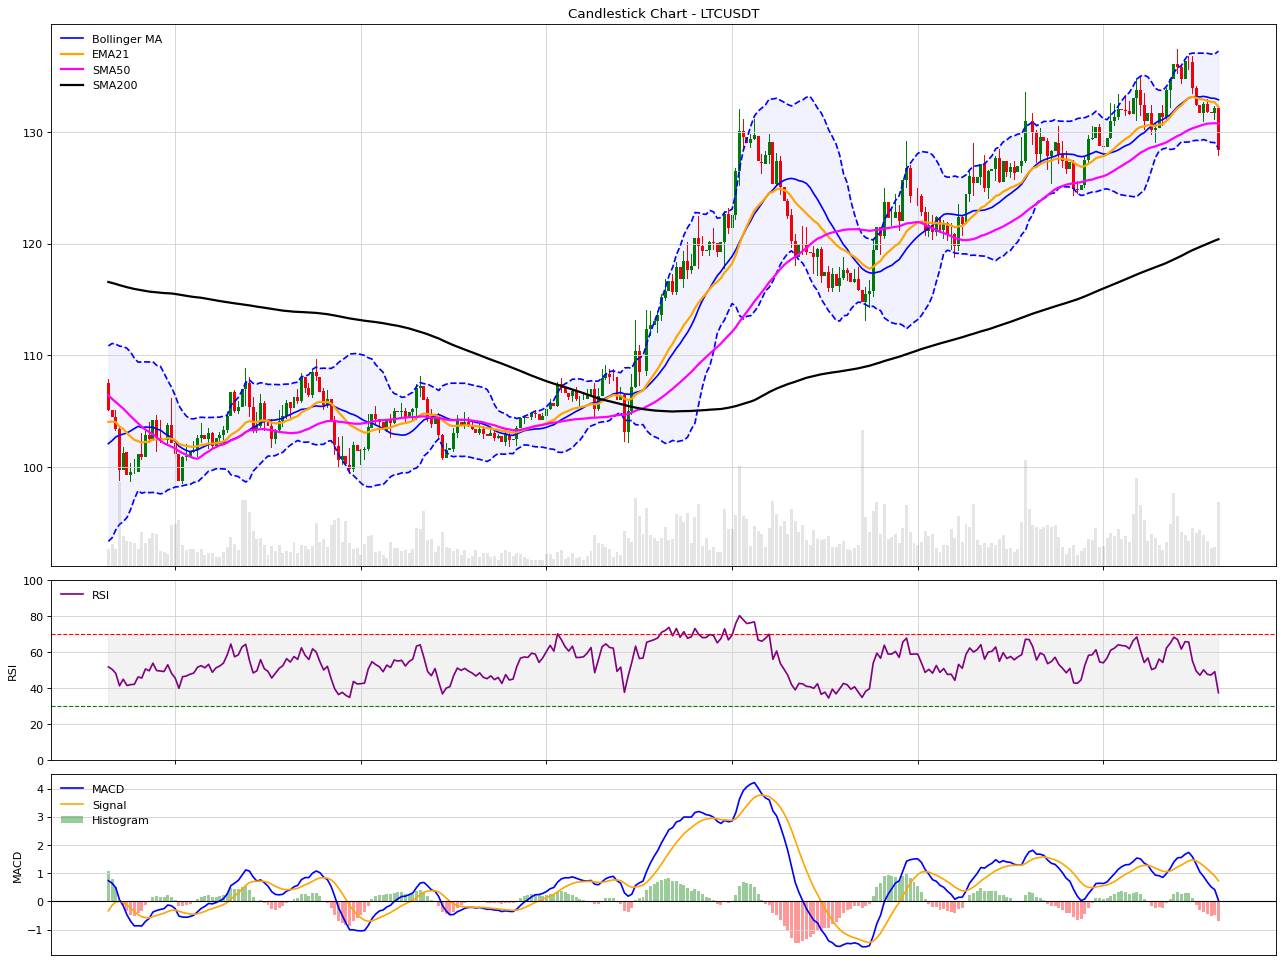 Candlestick Chart - LTCUSDT
Bollinger MA
EMA21
SMA50
SMA200
130
120
110
100
100
80
60
40
20
0
RSI
RSI
4
3
2
1
0
−1
MACD
MACD
Signal
Histogram